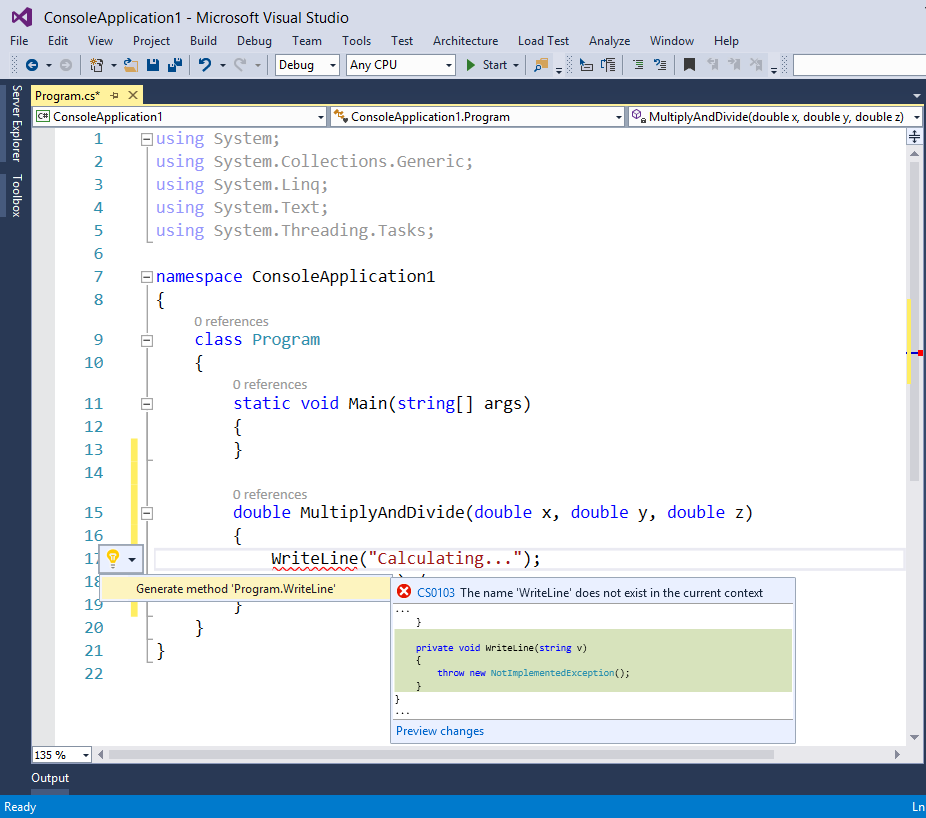 ConsoleApplication1 - Microsoft Visual Studio
File Edit View Project Build Debug Team Tools Test Architecture Load Test Analyze Window Help
Debug Any CPU Start
Server Explorer
Toolbox
Program.cs*
C# ConsoleApplication1 ConsoleApplication1.Program MultiplyAndDivide(double x, double y, double z)
1 using System;
2 using System.Collections.Generic;
3 using System.Linq;
4 using System.Text;
5 using System.Threading.Tasks;
6
7 namespace ConsoleApplication1
8 {
0 references
9 class Program
10 {
0 references
11 static void Main(string[] args)
12 {
13 }
14
0 references
15 double MultiplyAndDivide(double x, double y, double z)
16 {
17 WriteLine("Calculating...");
18
Generate method 'Program.WriteLine'
19 }
20 }
21 }
22
CS0103 The name 'WriteLine' does not exist in the current context
...
}
private void WriteLine(string v)
{
throw new NotImplementedException();
}
}
...
Preview changes
135 %
Output
Ready Ln